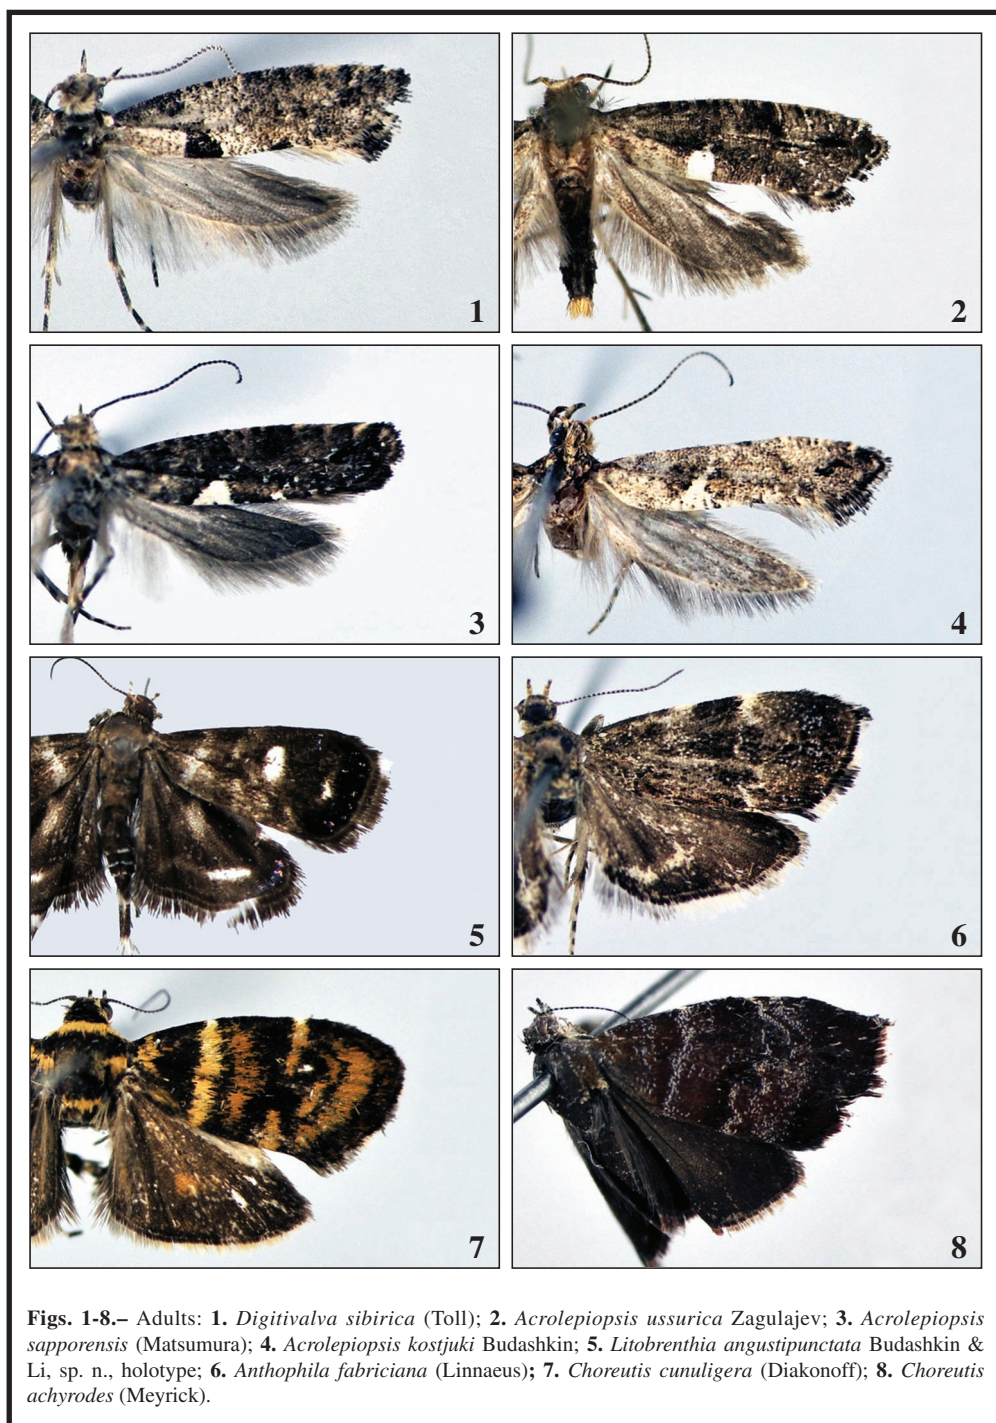 1
2
3
4
5
6
7
8
Figs. 1-8.– Adults: 1. Digitivalva sibirica (Toll); 2. Acrolepiopsis ussurica Zagulajev; 3. Acrolepiopsis
sapporensis (Matsumura); 4. Acrolepiopsis kostjuki Budashkin; 5. Litobrenthia angustipunctata Budashkin &
Li, sp. n., holotype; 6. Anthophila fabriciana (Linnaeus); 7. Choreutis cunuligera (Diakonoff); 8. Choreutis
achyrodes (Meyrick).